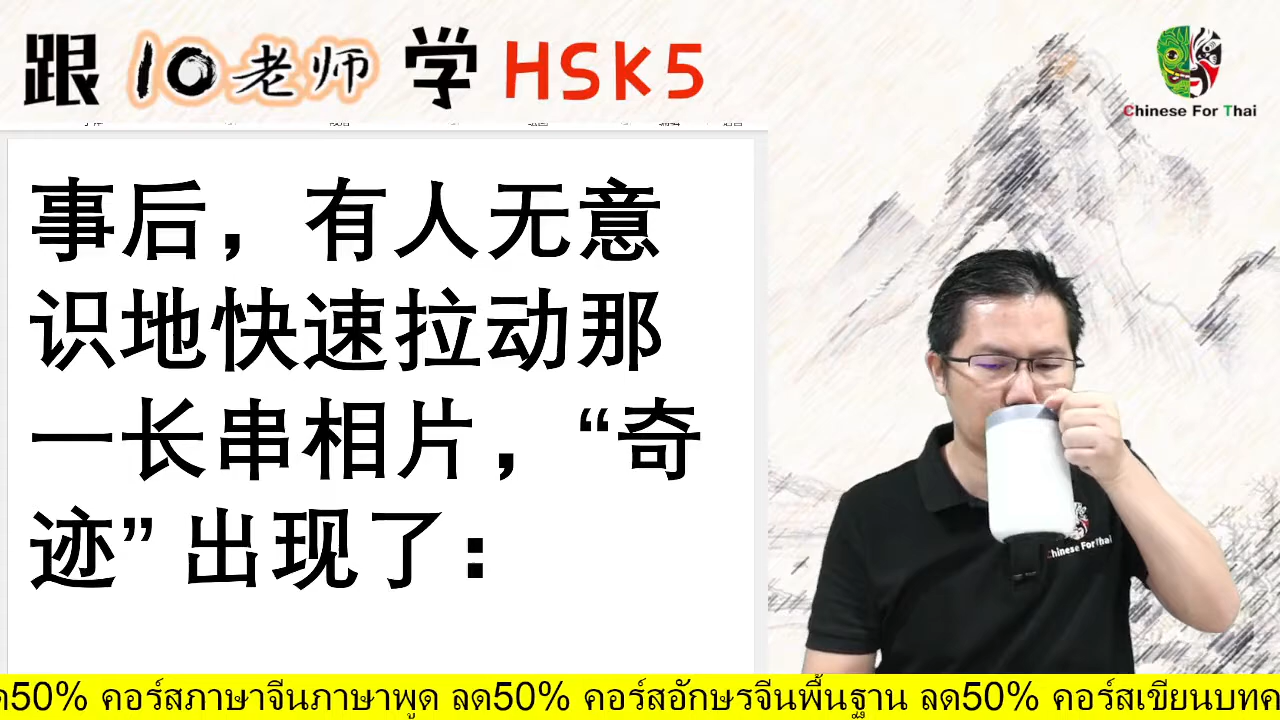 跟10老师学HSK5
Chinese For Thai
事后，有人无意
识地快速拉动那
一长串相片，“奇
迹”出现了：
Chinese For Thai
50% คอร์สภาษาจีนภาษาพูด ลด50% คอร์สอักษรจีนพื้นฐาน ลด50% คอร์สเขียนบทค